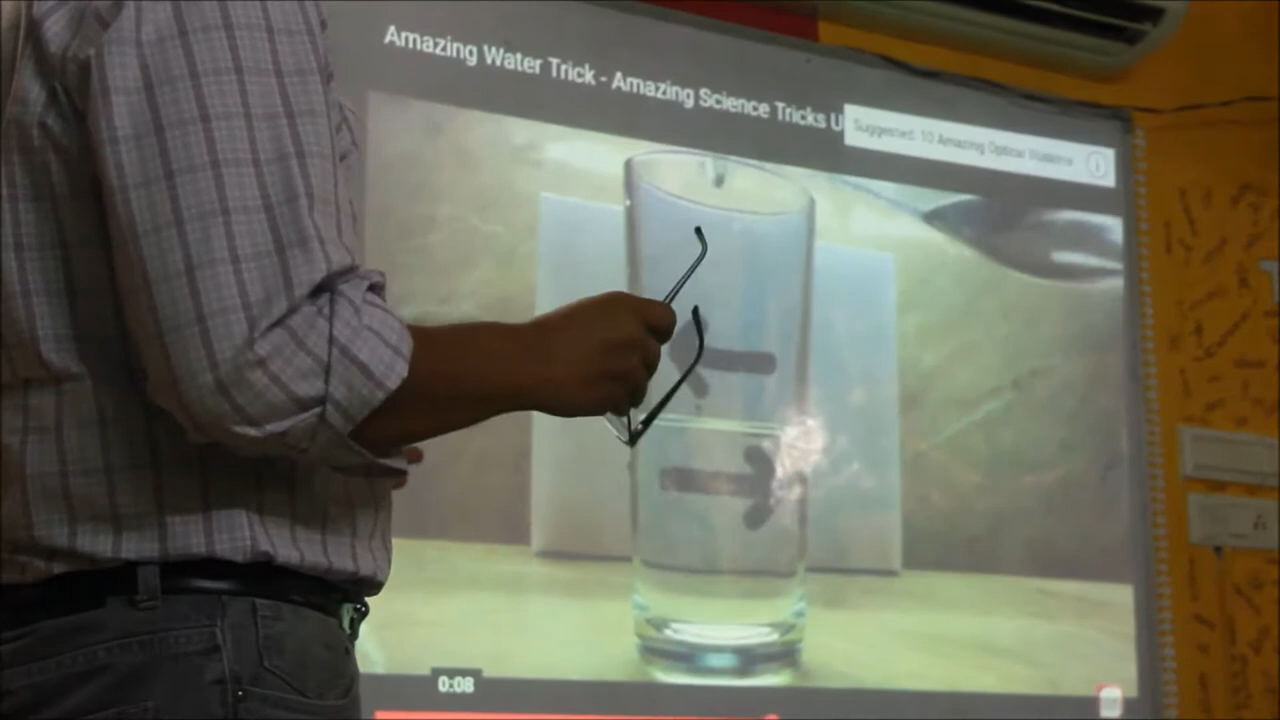 Amazing Water Trick - Amazing Science Tricks U
Suggested: 10 Amazing Optical Illusions
0:08